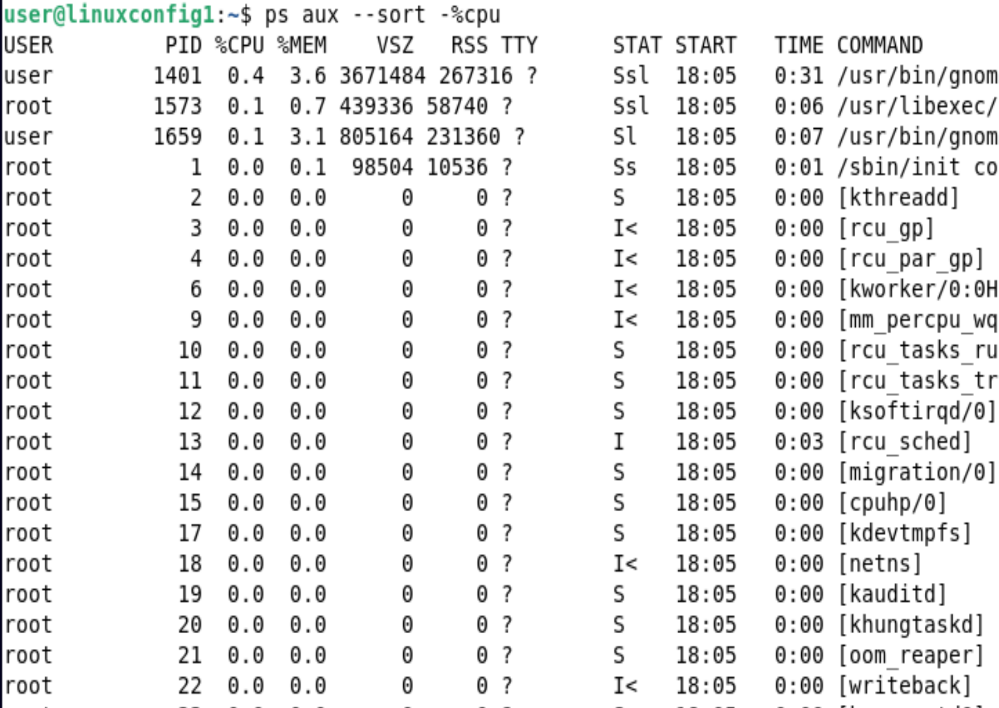 user@linuxconfig1:~$ ps aux --sort -%cpu
USER         PID %CPU %MEM    VSZ   RSS TTY      STAT START   TIME COMMAND
user        1401  0.4  3.6 3671484 267316 ?      Ssl  18:05   0:31 /usr/bin/gnom
root        1573  0.1  0.7 439336 58740 ?        Ssl  18:05   0:06 /usr/libexec/
user        1659  0.1  3.1 805164 231360 ?       Sl   18:05   0:07 /usr/bin/gnom
root           1  0.0  0.1  98504 10536 ?        Ss   18:05   0:01 /sbin/init co
root           2  0.0  0.0      0     0 ?        S    18:05   0:00 [kthreadd]
root           3  0.0  0.0      0     0 ?        I<   18:05   0:00 [rcu_gp]
root           4  0.0  0.0      0     0 ?        I<   18:05   0:00 [rcu_par_gp]
root           6  0.0  0.0      0     0 ?        I<   18:05   0:00 [kworker/0:0H
root           9  0.0  0.0      0     0 ?        I<   18:05   0:00 [mm_percpu_wq
root          10  0.0  0.0      0     0 ?        S    18:05   0:00 [rcu_tasks_ru
root          11  0.0  0.0      0     0 ?        S    18:05   0:00 [rcu_tasks_tr
root          12  0.0  0.0      0     0 ?        S    18:05   0:00 [ksoftirqd/0]
root          13  0.0  0.0      0     0 ?        I    18:05   0:03 [rcu_sched]
root          14  0.0  0.0      0     0 ?        S    18:05   0:00 [migration/0]
root          15  0.0  0.0      0     0 ?        S    18:05   0:00 [cpuhp/0]
root          17  0.0  0.0      0     0 ?        S    18:05   0:00 [kdevtmpfs]
root          18  0.0  0.0      0     0 ?        I<   18:05   0:00 [netns]
root          19  0.0  0.0      0     0 ?        S    18:05   0:00 [kauditd]
root          20  0.0  0.0      0     0 ?        S    18:05   0:00 [khungtaskd]
root          21  0.0  0.0      0     0 ?        S    18:05   0:00 [oom_reaper]
root          22  0.0  0.0      0     0 ?        I<   18:05   0:00 [writeback]